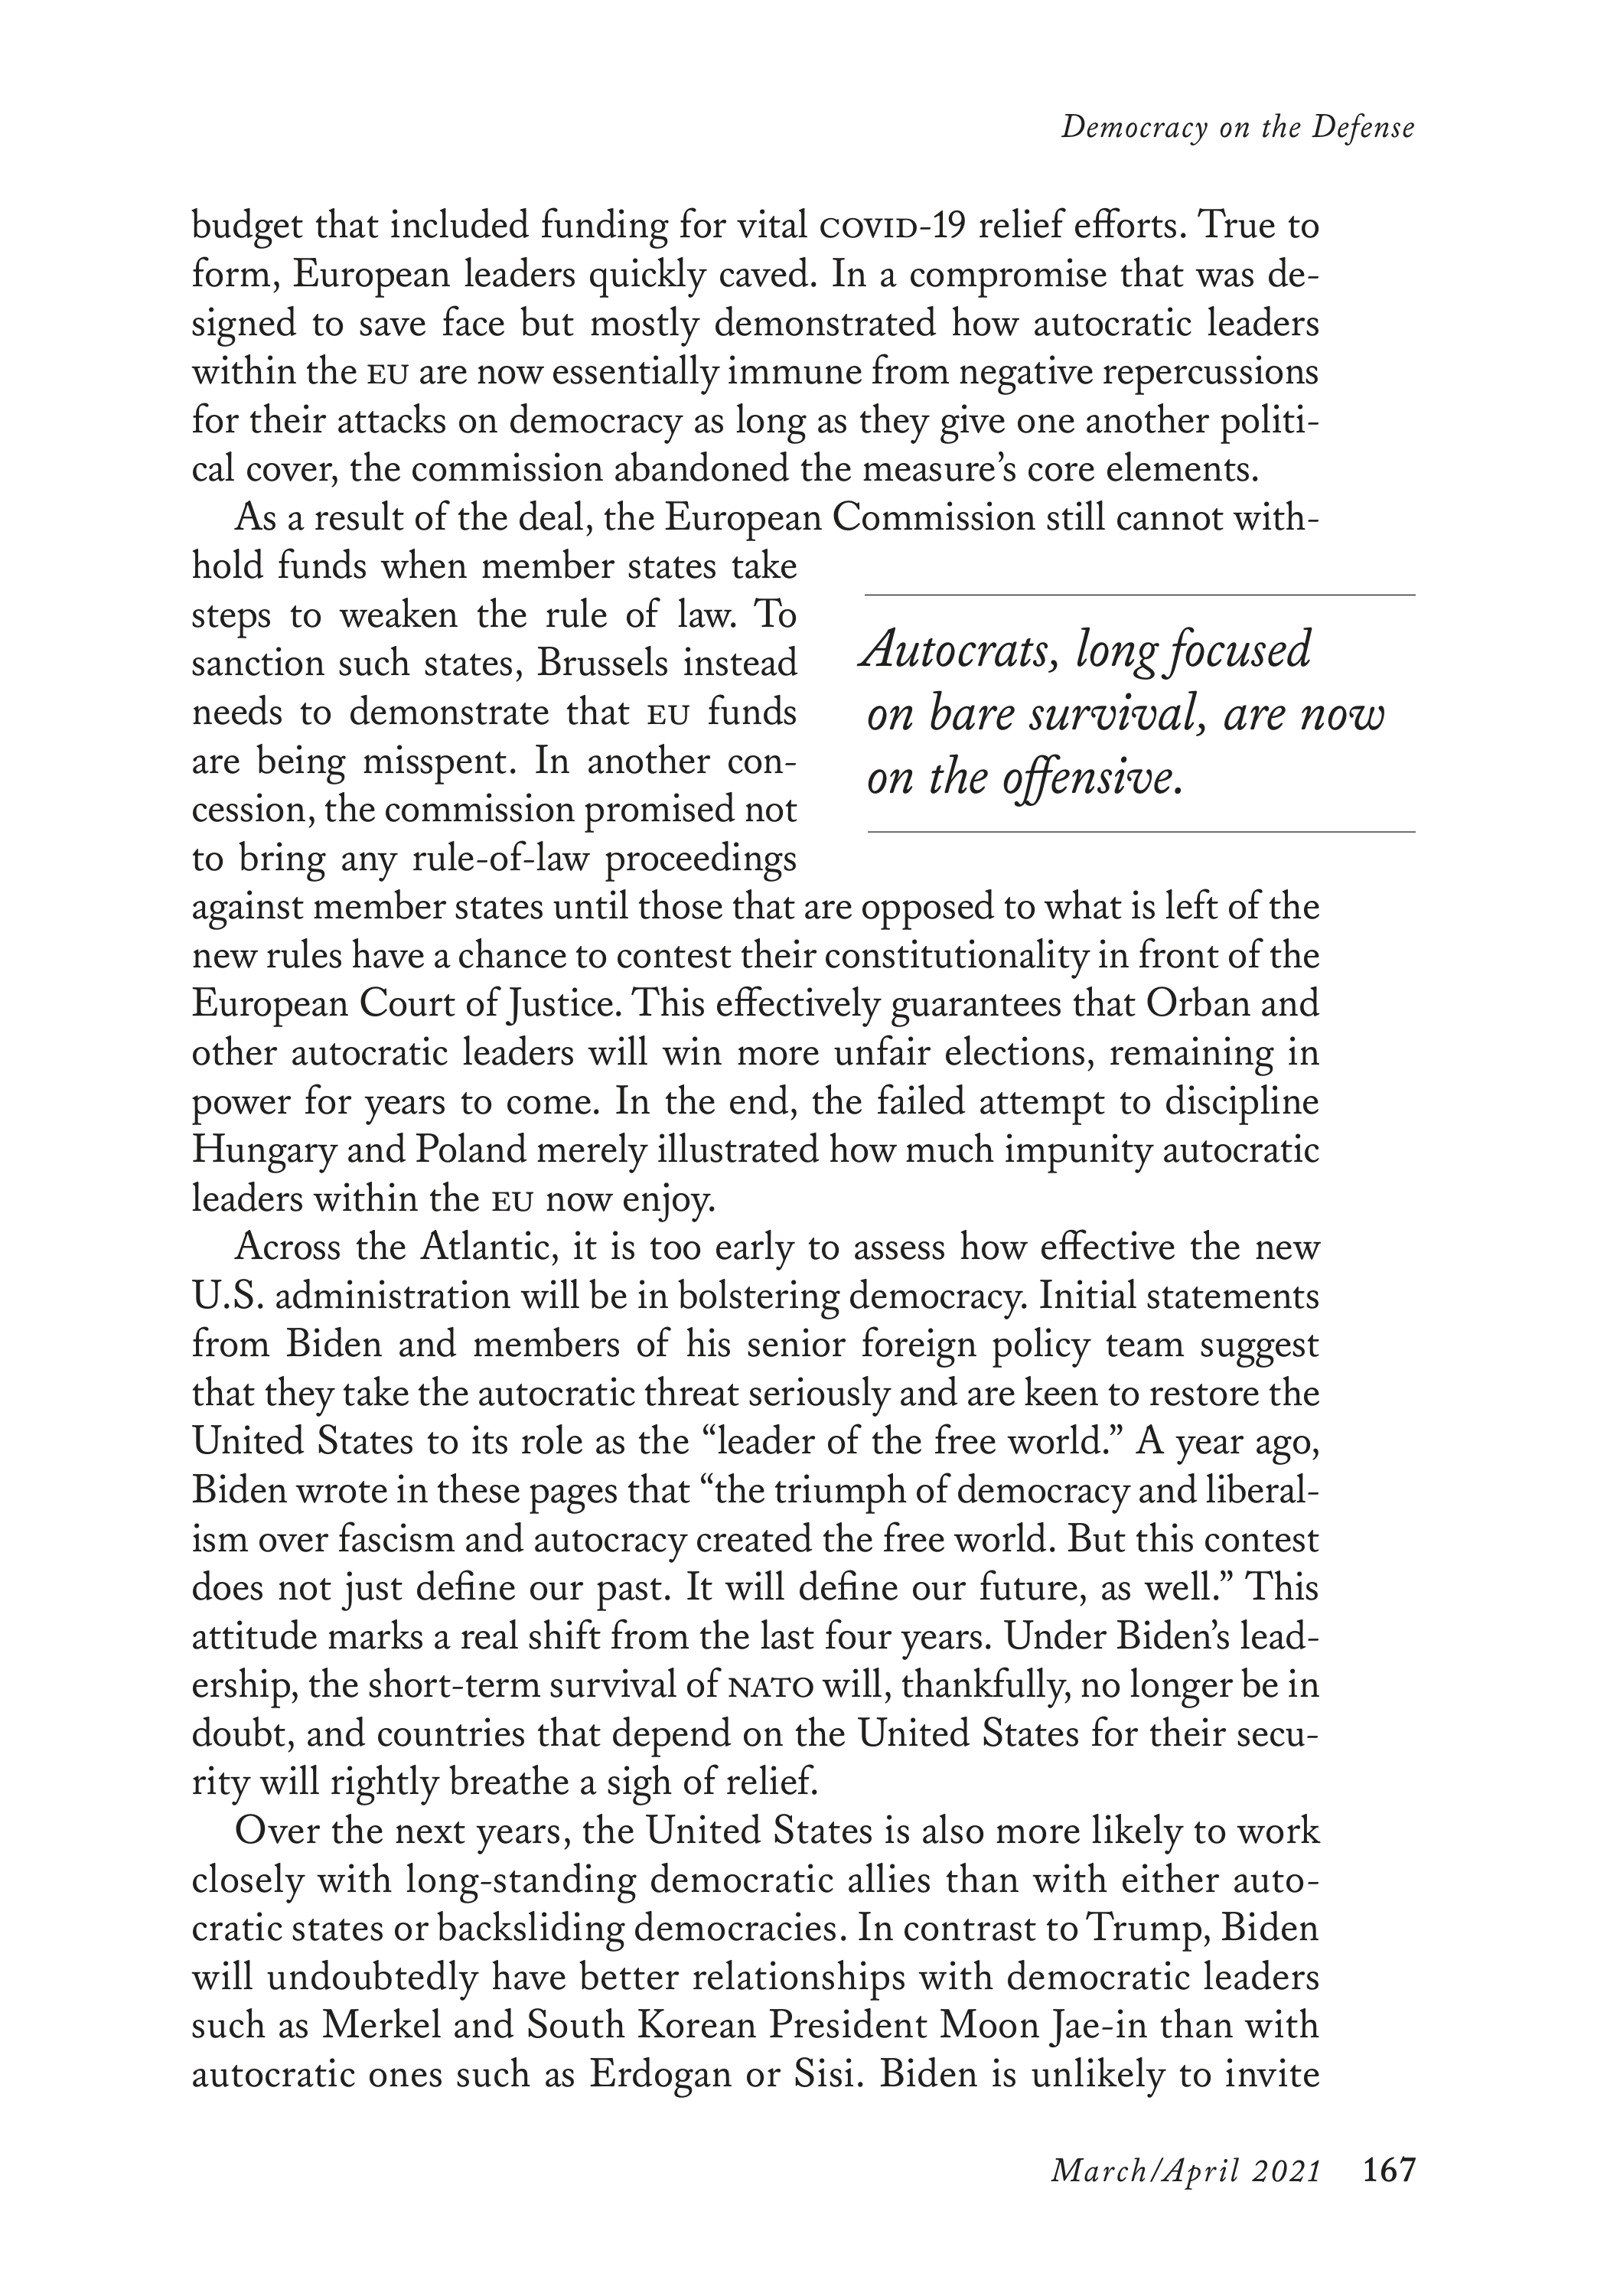 Democracy on the Defense
budget that included funding for vital COVID-19 relief efforts. True to
form, European leaders quickly caved. In a compromise that was de-
signed to save face but mostly demonstrated how autocratic leaders
within the EU are now essentially immune from negative repercussions
for their attacks on democracy as long as they give one another politi-
cal cover, the commission abandoned the measure’s core elements.
As a result of the deal, the European Commission still cannot with-
hold funds when member states take
steps to weaken the rule of law. To
sanction such states, Brussels instead
needs to demonstrate that EU funds
are being misspent. In another con-
cession, the commission promised not
to bring any rule-of-law proceedings
Autocrats, long focused
on bare survival, are now
on the offensive.
against member states until those that are opposed to what is left of the
new rules have a chance to contest their constitutionality in front of the
European Court of Justice. This effectively guarantees that Orban and
other autocratic leaders will win more unfair elections, remaining in
power for years to come. In the end, the failed attempt to discipline
Hungary and Poland merely illustrated how much impunity autocratic
leaders within the EU now enjoy.
Across the Atlantic, it is too early to assess how effective the new
U.S. administration will be in bolstering democracy. Initial statements
from Biden and members of his senior foreign policy team suggest
that they take the autocratic threat seriously and are keen to restore the
United States to its role as the “leader of the free world.” A year ago,
Biden wrote in these pages that “the triumph of democracy and liberal-
ism over fascism and autocracy created the free world. But this contest
does not just define our past. It will define our future, as well.” This
attitude marks a real shift from the last four years. Under Biden’s lead-
ership, the short-term survival of NATO will, thankfully, no longer be in
doubt, and countries that depend on the United States for their secu-
rity will rightly breathe a sigh of relief.
Over the next years, the United States is also more likely to work
closely with long-standing democratic allies than with either auto-
cratic states or backsliding democracies. In contrast to Trump, Biden
will undoubtedly have better relationships with democratic leaders
such as Merkel and South Korean President Moon Jae-in than with
autocratic ones such as Erdogan or Sisi. Biden is unlikely to invite
March/April 2021 167